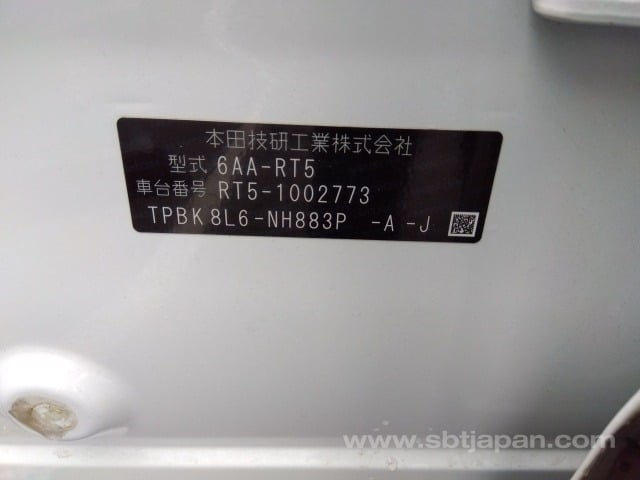 本田技研工業株式会社
型式 6AA-RT5
車台番号 RT5-1002773
TPBK 8L6-NH883P -A -J
www.sbtjapan.com